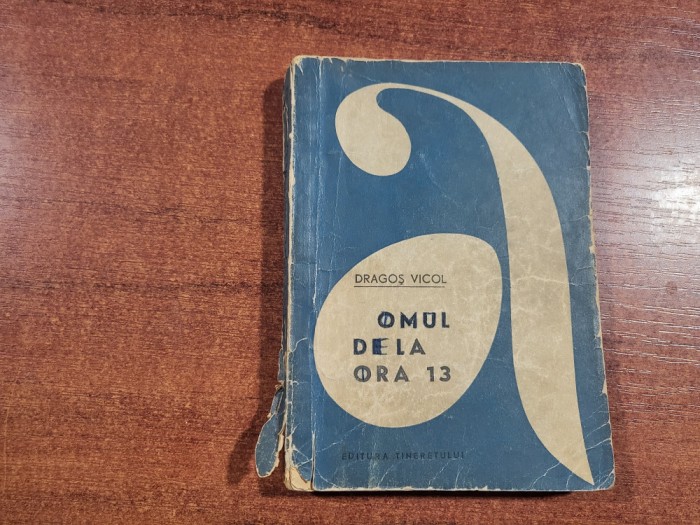 a
DRAGOȘ VICOL
OMUL
DE LA
ORA 13
EDITURA TINERETULUI